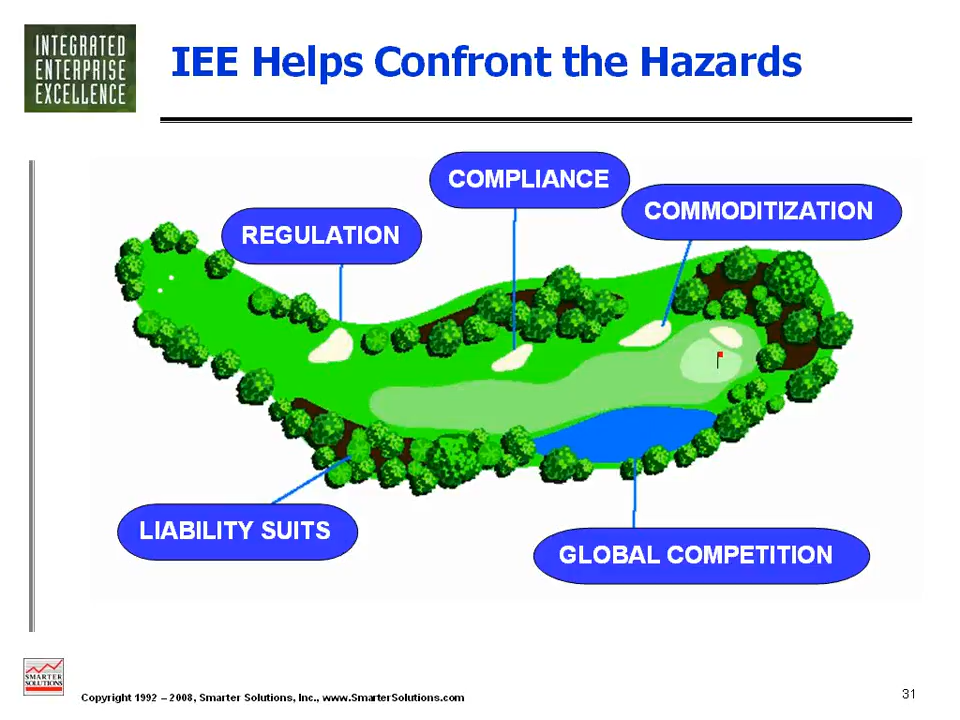 INTEGRATED
ENTERPRISE
EXCELLENCE
IEE Helps Confront the Hazards
COMPLIANCE
COMMODITIZATION
REGULATION
LIABILITY SUITS
GLOBAL COMPETITION
SMARTER
SOLUTIONS
Copyright 1992 – 2008, Smarter Solutions, Inc., www.SmarterSolutions.com
31